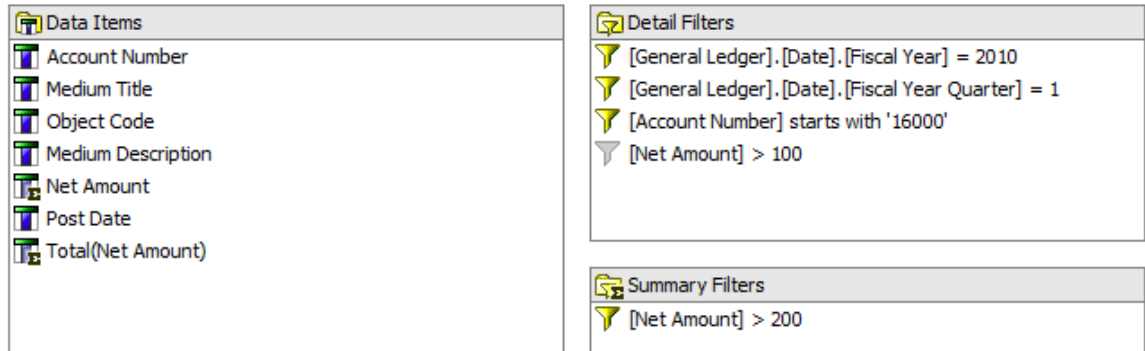 Data Items
Account Number
Medium Title
Object Code
Medium Description
Net Amount
Post Date
Total(Net Amount)
Detail Filters
[General Ledger].[Date].[Fiscal Year] = 2010
[General Ledger].[Date].[Fiscal Year Quarter] = 1
[Account Number] starts with '16000'
[Net Amount] > 100
Summary Filters
[Net Amount] > 200